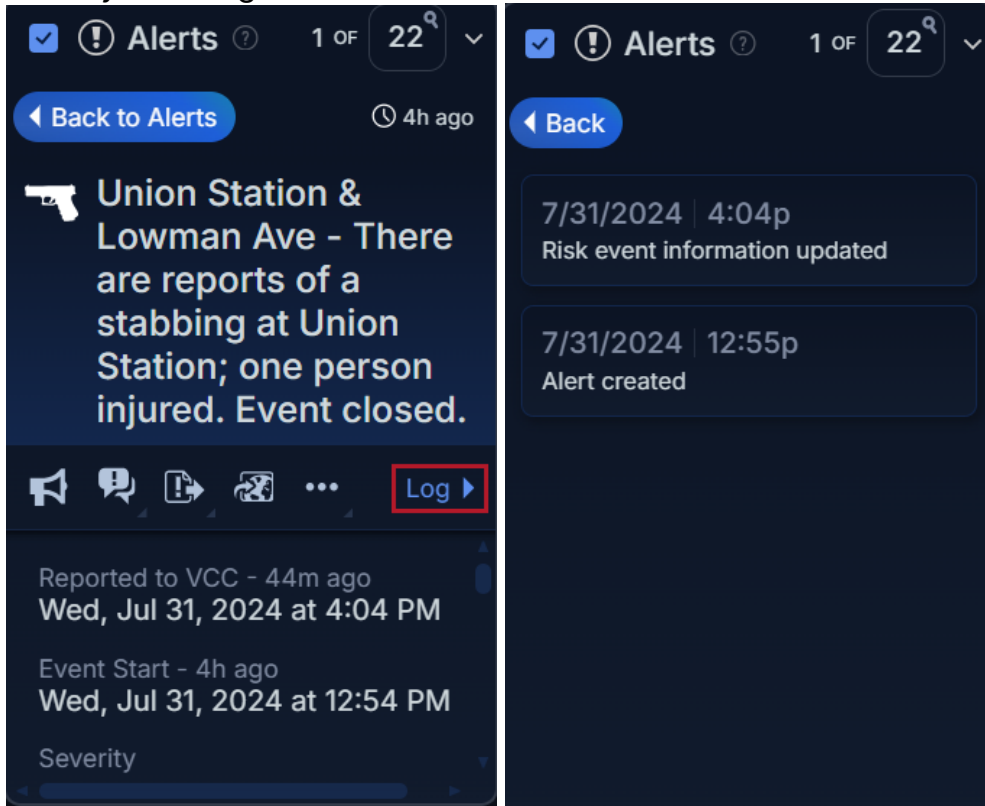 Alerts ? 1 OF 22
Back to Alerts 4h ago
Union Station &
Lowman Ave - There
are reports of a
stabbing at Union
Station; one person
injured. Event closed.
Log
Reported to VCC - 44m ago
Wed, Jul 31, 2024 at 4:04 PM
Event Start - 4h ago
Wed, Jul 31, 2024 at 12:54 PM
Severity
Alerts ? 1 OF 22
Back
7/31/2024 | 4:04p
Risk event information updated
7/31/2024 | 12:55p
Alert created